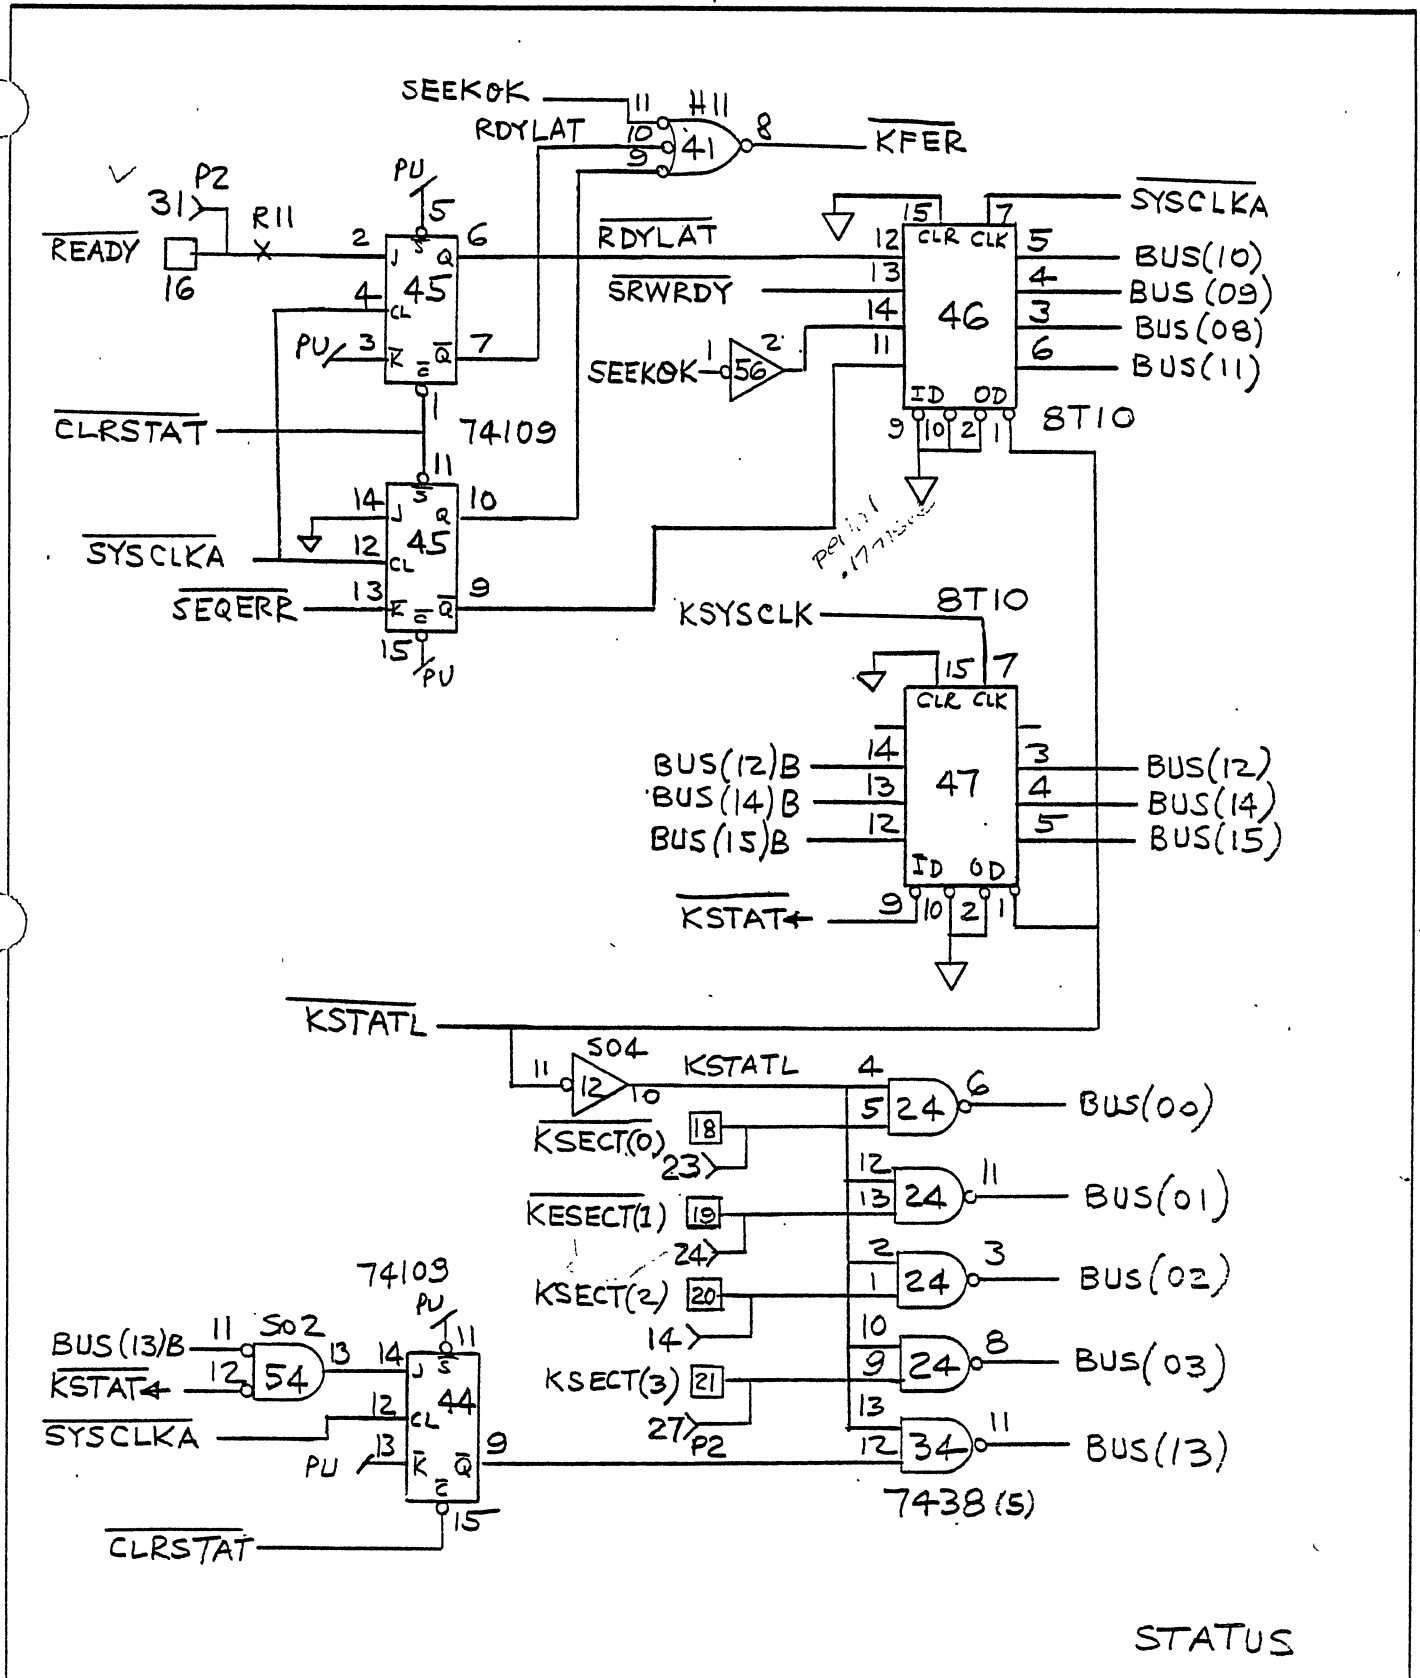 SEEKOK 11 H11
RDYLAT 10 41 8 KFER
9
P2
31 R11
READY 16
PU 5
2 J S Q 6 RDYLAT
4 CL 45
PU 3 K C Q 7
1
CLRSTAT 74109
11
14 J S Q 10
SYSCLKA 12 CL 45
SEQERR 13 K C Q 9
15 PU
SYSCLKA
15 CLR 7 CLK
12 5 BUS(10)
SRWRDY 13 46 4 BUS(09)
SEEKOK 1 56 2 14 3 BUS(08)
11 6 BUS(11)
ID OD
9 10 2 1 8T10
KSYSCLK 8T10
15 CLR 7 CLK
BUS(12)B 14 47 3 BUS(12)
BUS(14)B 13 4 BUS(14)
BUS(15)B 12 5 BUS(15)
ID OD
KSTAT 9 10 2 1
KSTATL
11 S04 12 10 KSTATL
4 24 6 BUS(00)
KSECT(0) 18 5
23
12 24 11 BUS(01)
KESECT(1) 19 13
24
2 24 3 BUS(02)
KSECT(2) 20 1
14
10 24 8 BUS(03)
KSECT(3) 21 9
27 P2
13 34 11 BUS(13)
12
7438(5)
74109
PU 11
BUS(13)B 11 S02 13 14 J S
KSTAT 12 54
SYSCLKA 12 CL 44
PU 13 K C Q 9
CLRSTAT 15
STATUS